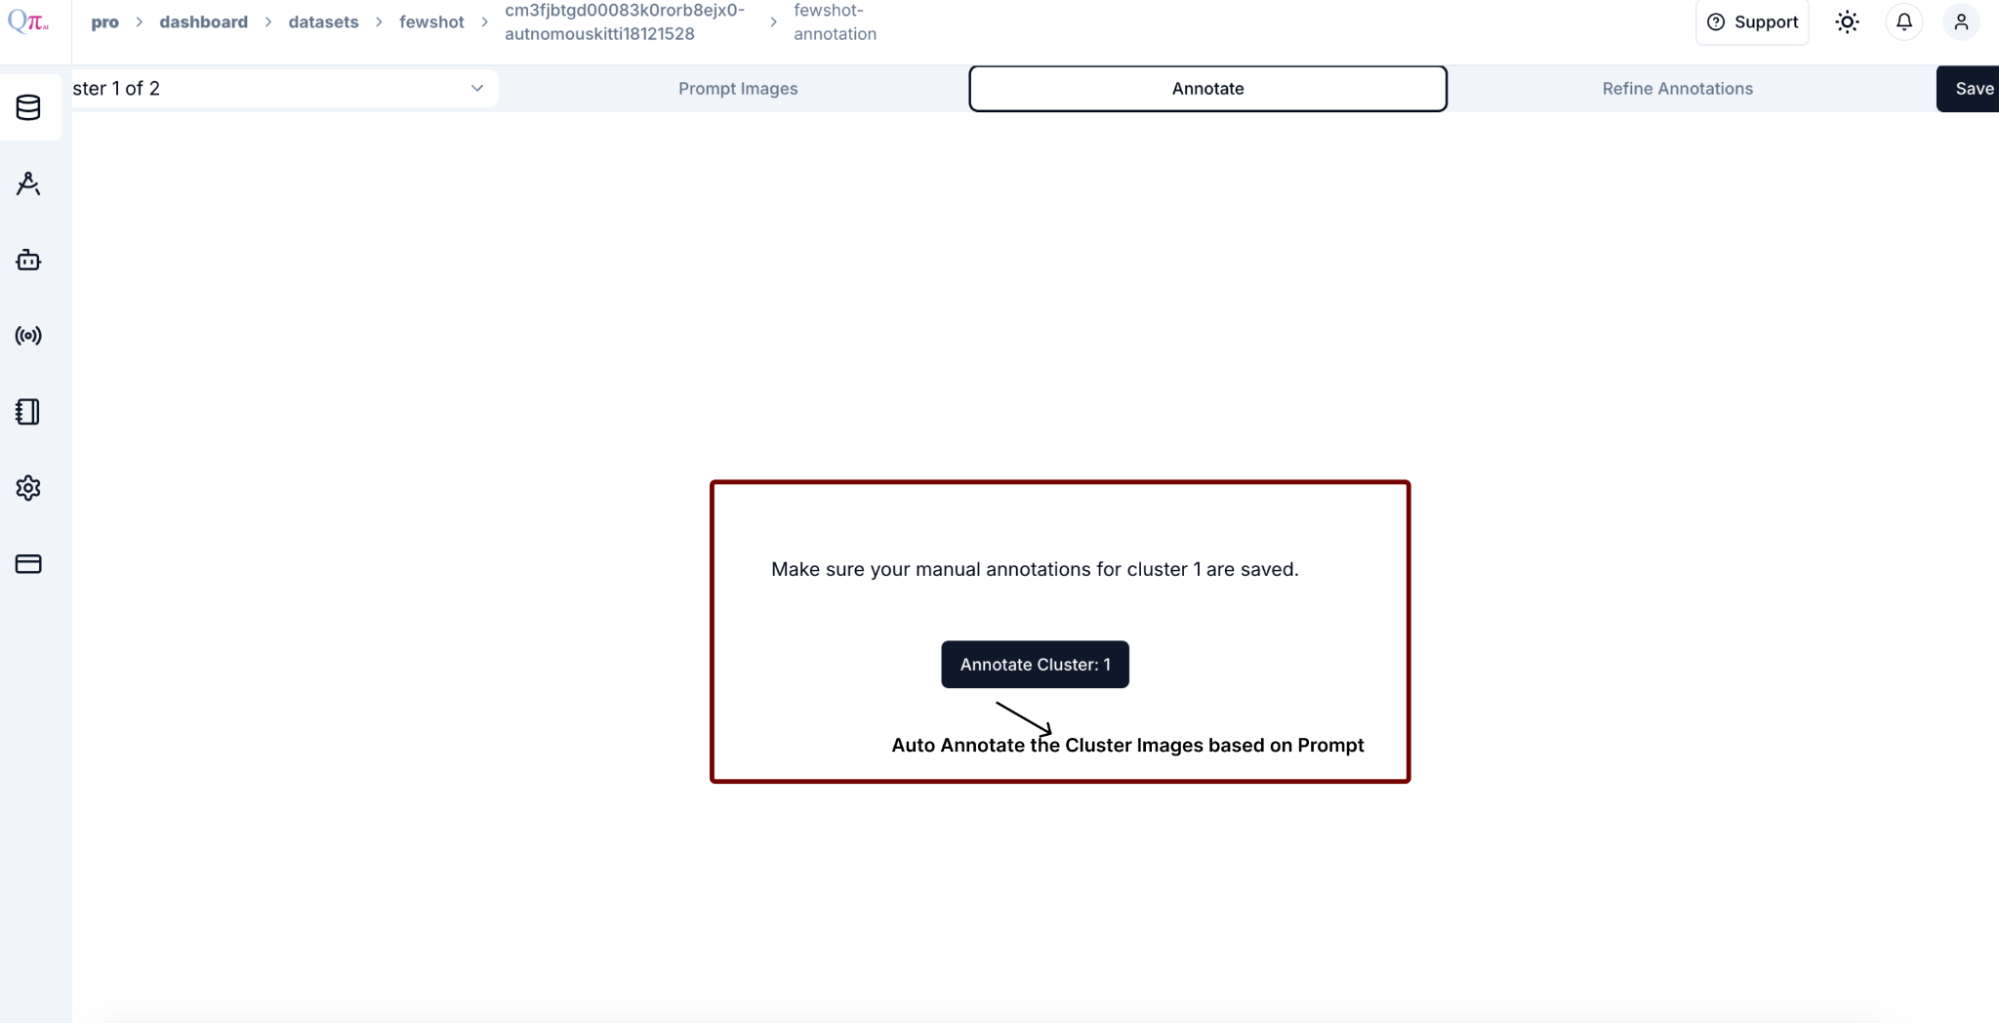 Qπ AI
pro > dashboard > datasets > fewshot > cm3fjbtgd00083k0rorb8ejx0-
autnomouskitti18121528 > fewshot-
annotation
Support
ster 1 of 2
Prompt Images
Annotate
Refine Annotations
Save
Make sure your manual annotations for cluster 1 are saved.
Annotate Cluster: 1
Auto Annotate the Cluster Images based on Prompt